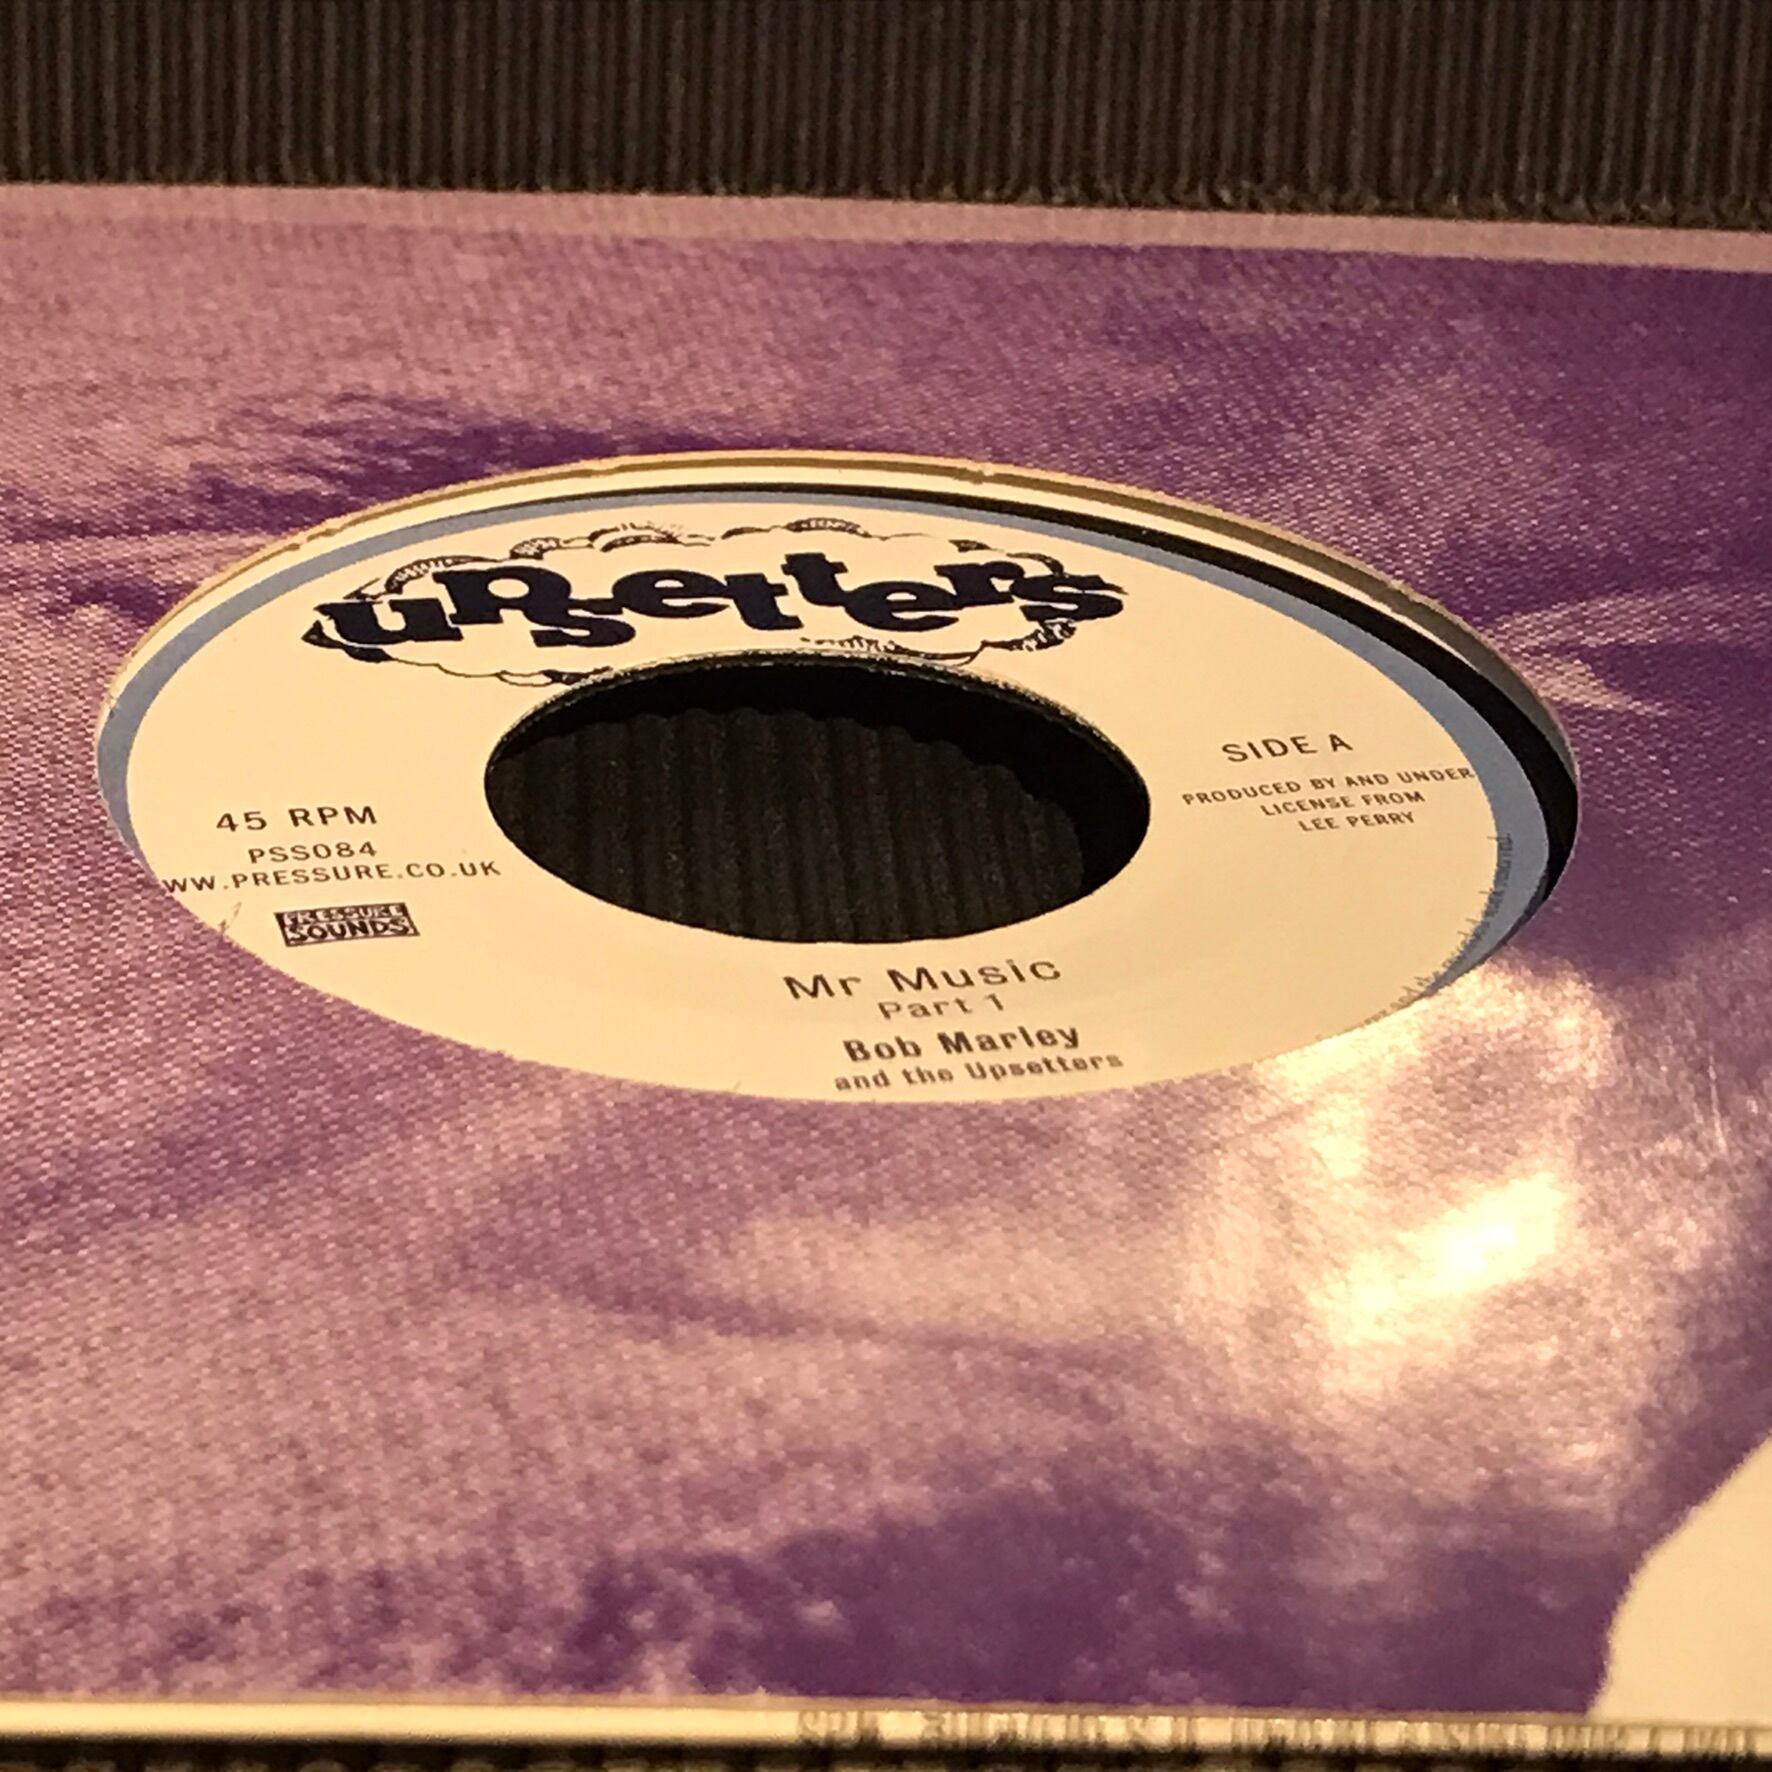 upsetters
SIDE A
PRODUCED BY AND UNDER
LICENSE FROM
LEE PERRY
45 RPM
PSS084
WW.PRESSURE.CO.UK
PRESSURE
SOUNDS
Mr Music
Part 1
Bob Marley
and the Upsetters